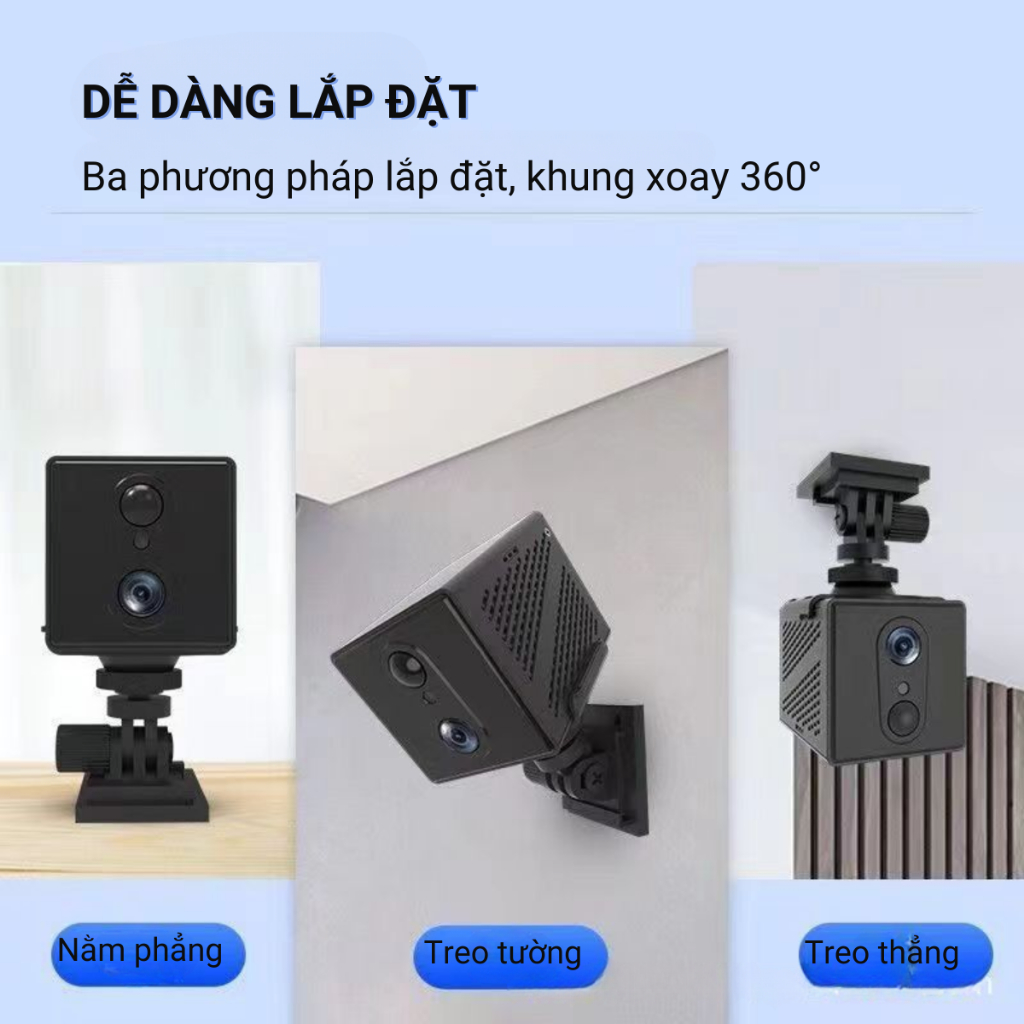 DỄ DÀNG LẮP ĐẶT
Ba phương pháp lắp đặt, khung xoay 360°
Nằm phẳng
Treo tường
Treo thẳng